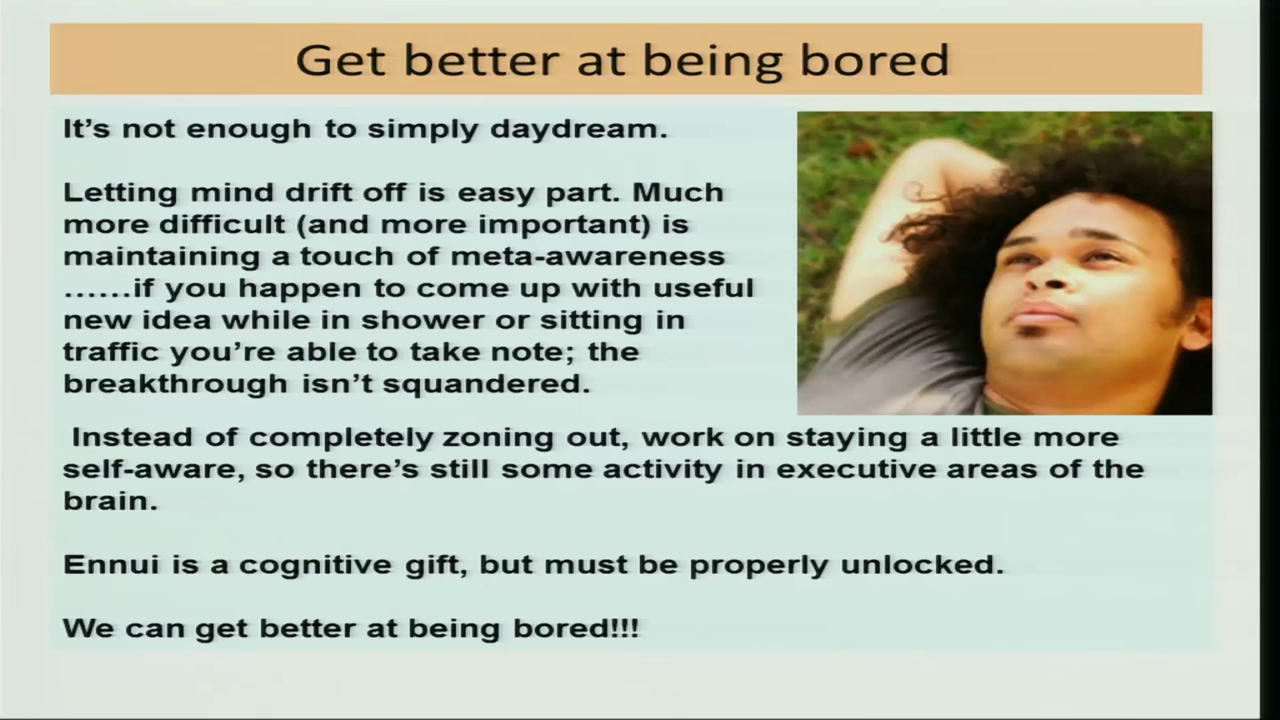 Get better at being bored
It’s not enough to simply daydream.
Letting mind drift off is easy part. Much
more difficult (and more important) is
maintaining a touch of meta-awareness
……if you happen to come up with useful
new idea while in shower or sitting in
traffic you’re able to take note; the
breakthrough isn’t squandered.
Instead of completely zoning out, work on staying a little more
self-aware, so there’s still some activity in executive areas of the
brain.
Ennui is a cognitive gift, but must be properly unlocked.
We can get better at being bored!!!